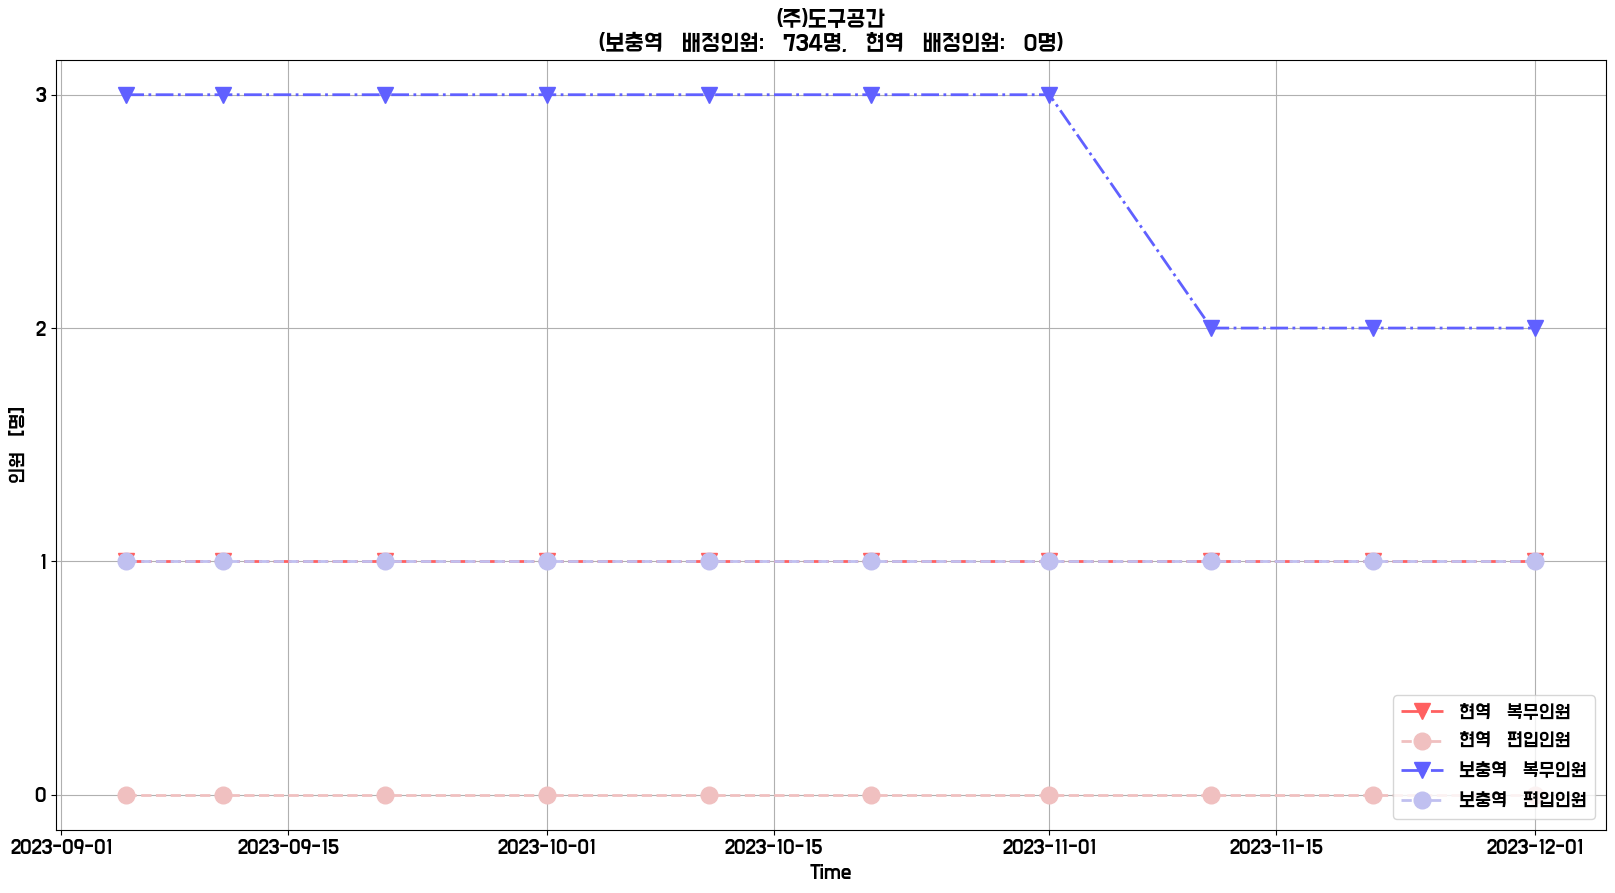 (주)도구공간
(보충역 배정인원: 734명, 현역 배정인원: 0명)
3
2
1
0
인원 [명]
2023-09-01 2023-09-15 2023-10-01 2023-10-15 2023-11-01 2023-11-15 2023-12-01
Time
현역 복무인원
현역 편입인원
보충역 복무인원
보충역 편입인원